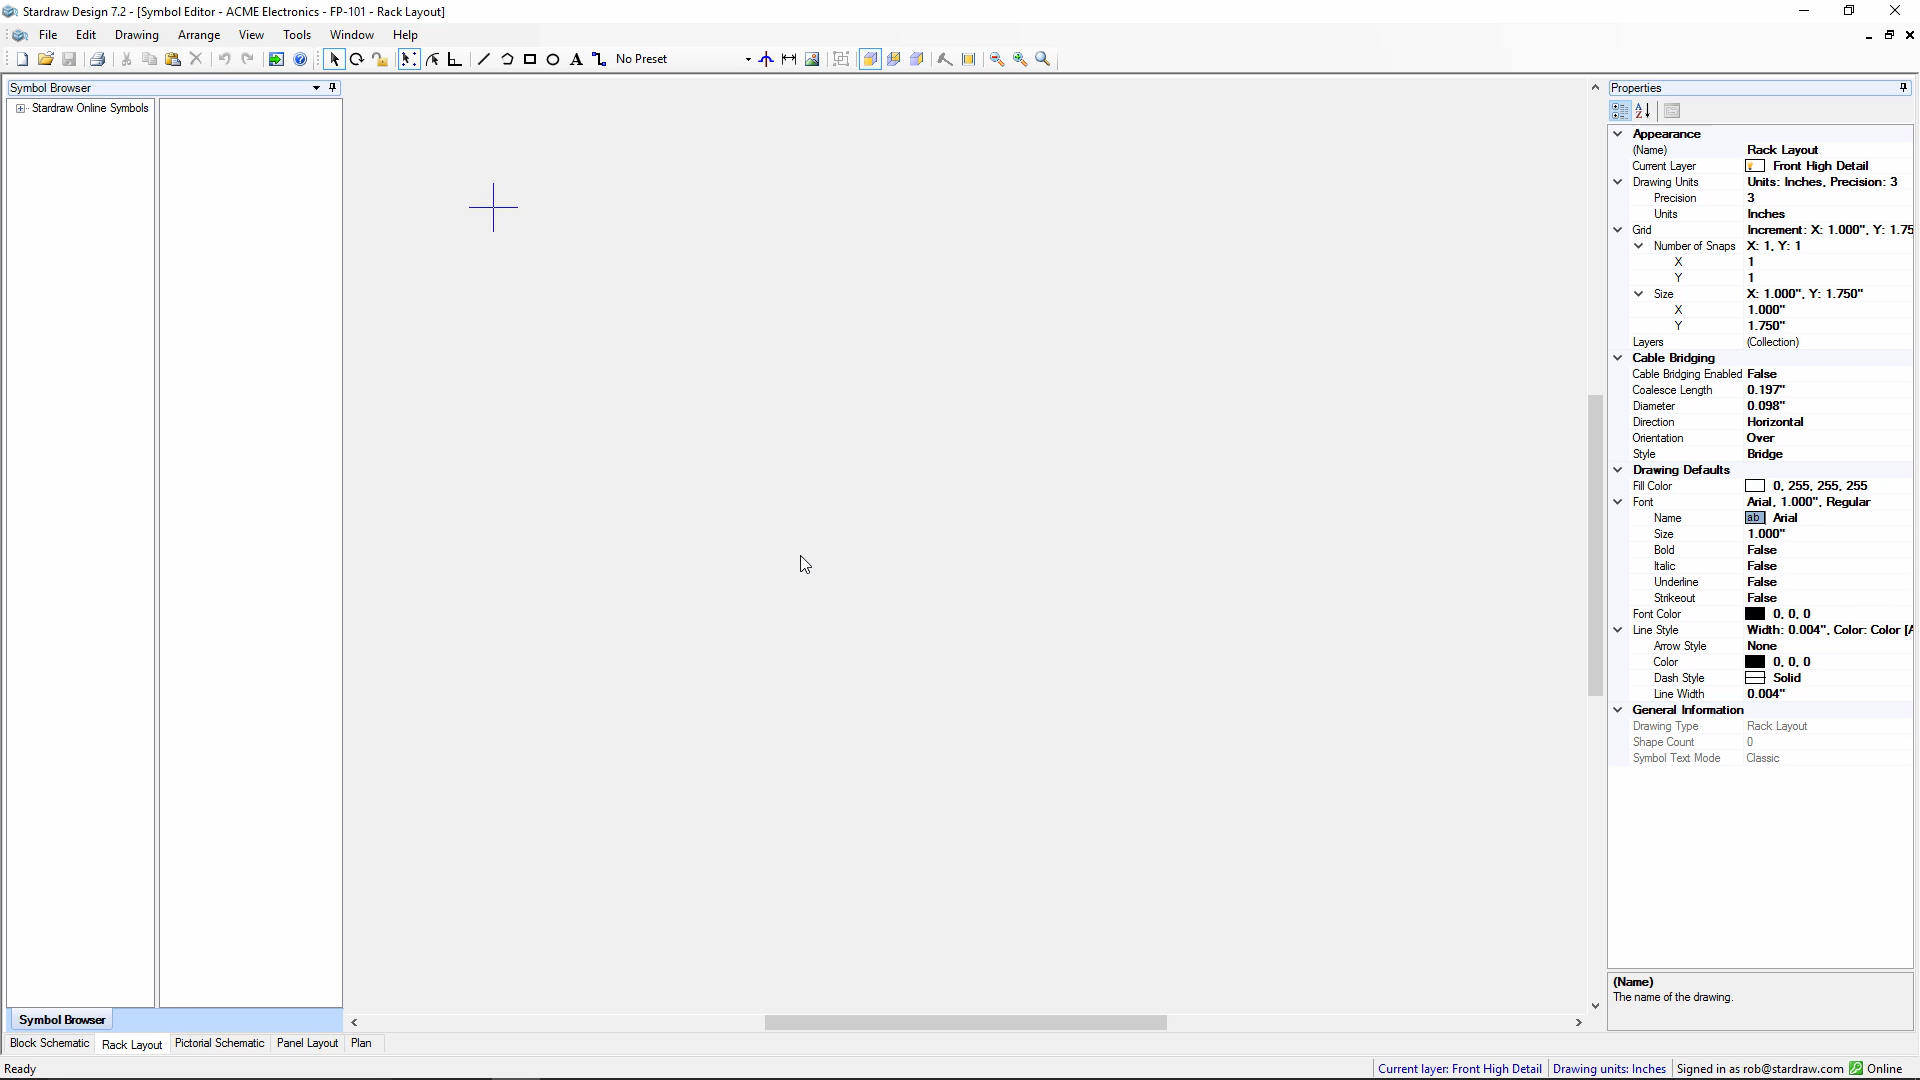 Stardraw Design 7.2 - [Symbol Editor - ACME Electronics - FP-101 - Rack Layout]
File Edit Drawing Arrange View Tools Window Help
A No Preset
Symbol Browser
Stardraw Online Symbols
Properties
Appearance
(Name) Rack Layout
Current Layer Front High Detail
Drawing Units Units: Inches, Precision: 3
Precision 3
Units Inches
Grid Increment: X: 1.000", Y: 1.75
Number of Snaps X: 1, Y: 1
X 1
Y 1
Size X: 1.000", Y: 1.750"
X 1.000"
Y 1.750"
Layers (Collection)
Cable Bridging
Cable Bridging Enabled False
Coalesce Length 0.197"
Diameter 0.098"
Direction Horizontal
Orientation Over
Style Bridge
Drawing Defaults
Fill Color 0, 255, 255, 255
Font Arial, 1.000", Regular
Name ab Arial
Size 1.000"
Bold False
Italic False
Underline False
Strikeout False
Font Color 0, 0, 0
Line Style Width: 0.004", Color: Color [A
Arrow Style None
Color 0, 0, 0
Dash Style Solid
Line Width 0.004"
General Information
Drawing Type Rack Layout
Shape Count 0
Symbol Text Mode Classic
(Name)
The name of the drawing.
Symbol Browser
Block Schematic Rack Layout Pictorial Schematic Panel Layout Plan
Ready Current layer: Front High Detail Drawing units: Inches Signed in as rob@stardraw.com Online